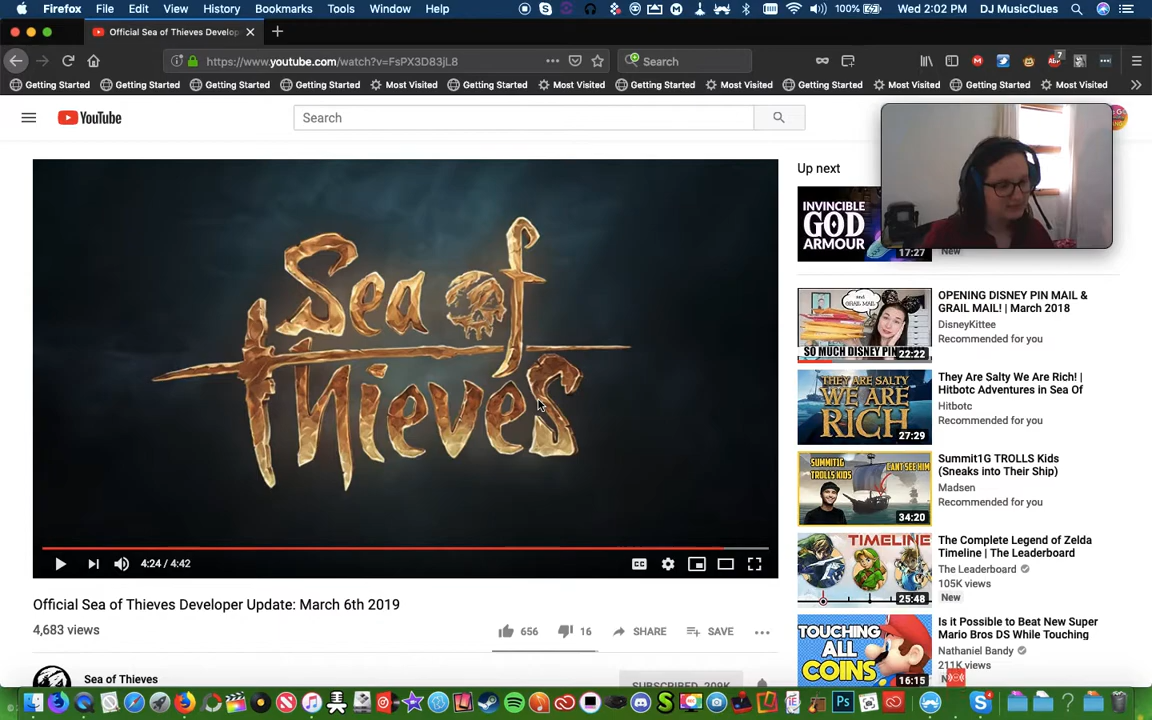 Firefox File Edit View History Bookmarks Tools Window Help 100% Wed 2:02 PM DJ MusicClues
Official Sea of Thieves Develop
https://www.youtube.com/watch?v=FsPX3D83jL8 Search
Getting Started Getting Started Getting Started Getting Started Most Visited Getting Started Most Visited Getting Started Most Visited Getting Started Most Visited Getting Started Most Visited
YouTube Search
Sea of
Thieves
4:24 / 4:42
CC
Official Sea of Thieves Developer Update: March 6th 2019
4,683 views 656 16 SHARE SAVE
Sea of Thieves
Up next
INVINCIBLE
GOD
ARMOUR
17:27
New
and
GRAIL MAIL!
SO MUCH DISNEY PIN
22:22
OPENING DISNEY PIN MAIL &
GRAIL MAIL! | March 2018
DisneyKittee
Recommended for you
THEY ARE SALTY
WE ARE
RICH
27:29
They Are Salty We Are Rich! |
Hitbotc Adventures in Sea Of
Hitbotc
Recommended for you
SUMMIT1G
TROLLS KIDS
CANT SEE HIM
34:20
Summit1G TROLLS Kids
(Sneaks into Their Ship)
Madsen
Recommended for you
TIMELINE
25:48
The Complete Legend of Zelda
Timeline | The Leaderboard
The Leaderboard
105K views
New
TOUCHING
ALL
COINS
16:15
Is it Possible to Beat New Super
Mario Bros DS While Touching
Nathaniel Bandy
211K views